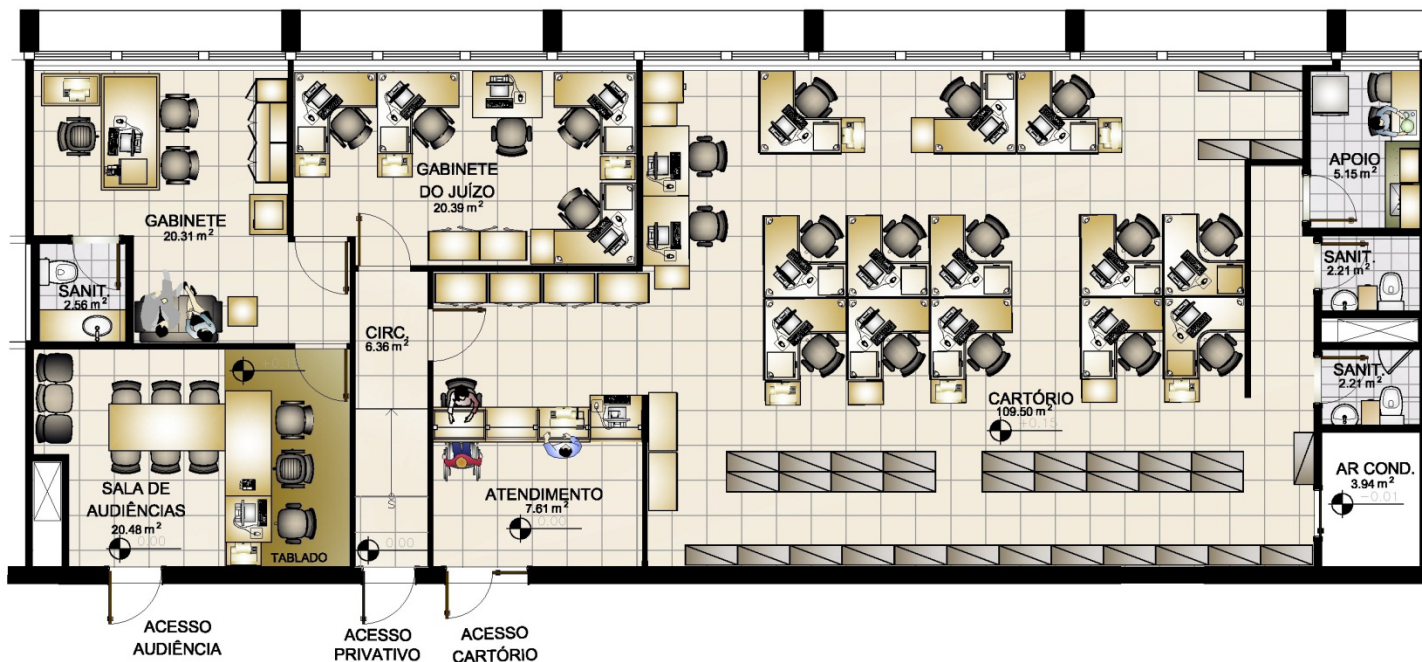 GABINETE
20.31 m²
GABINETE
DO JUÍZO
20.39 m²
APOIO
5.15 m²
SANIT.
2.56 m²
SANIT.
2.21 m²
CIRC.
6.36 m²
SANIT.
2.21 m²
CARTÓRIO
109.50 m²
+0.15
SALA DE
AUDIÊNCIAS
20.48 m²
0.00
TABLADO
0.00
S
ATENDIMENTO
7.61 m²
0.00
AR COND.
3.94 m²
-0.01
ACESSO
AUDIÊNCIA
ACESSO
PRIVATIVO
ACESSO
CARTÓRIO